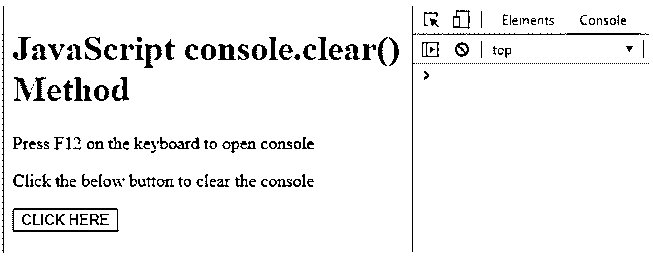 JavaScript console.clear()
Method
Press F12 on the keyboard to open console
Click the below button to clear the console
CLICK HERE
Elements Console
top